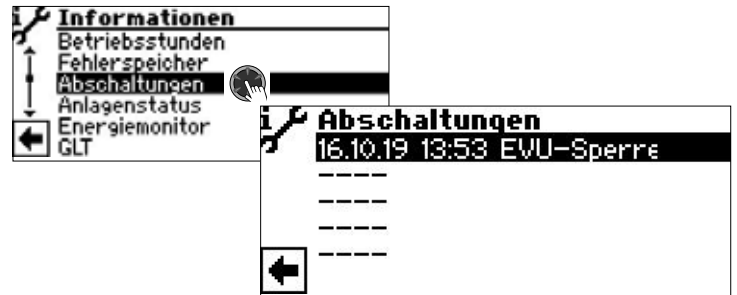 Informationen
Betriebsstunden
Fehlerspeicher
Abschaltungen
Anlagenstatus
Energiemonitor
GLT
Abschaltungen
16.10.19 13:53 EVU-Sperre
----
----
----
----